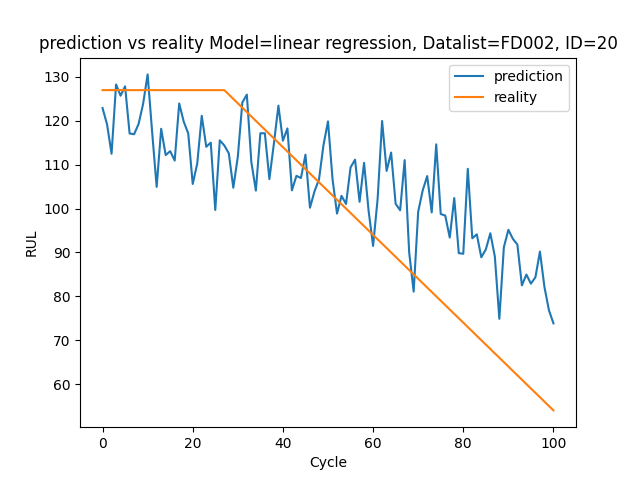 prediction vs reality Model=linear regression, Datalist=FD002, ID=20
prediction
reality
130
120
110
100
90
80
70
60
RUL
0 20 40 60 80 100
Cycle